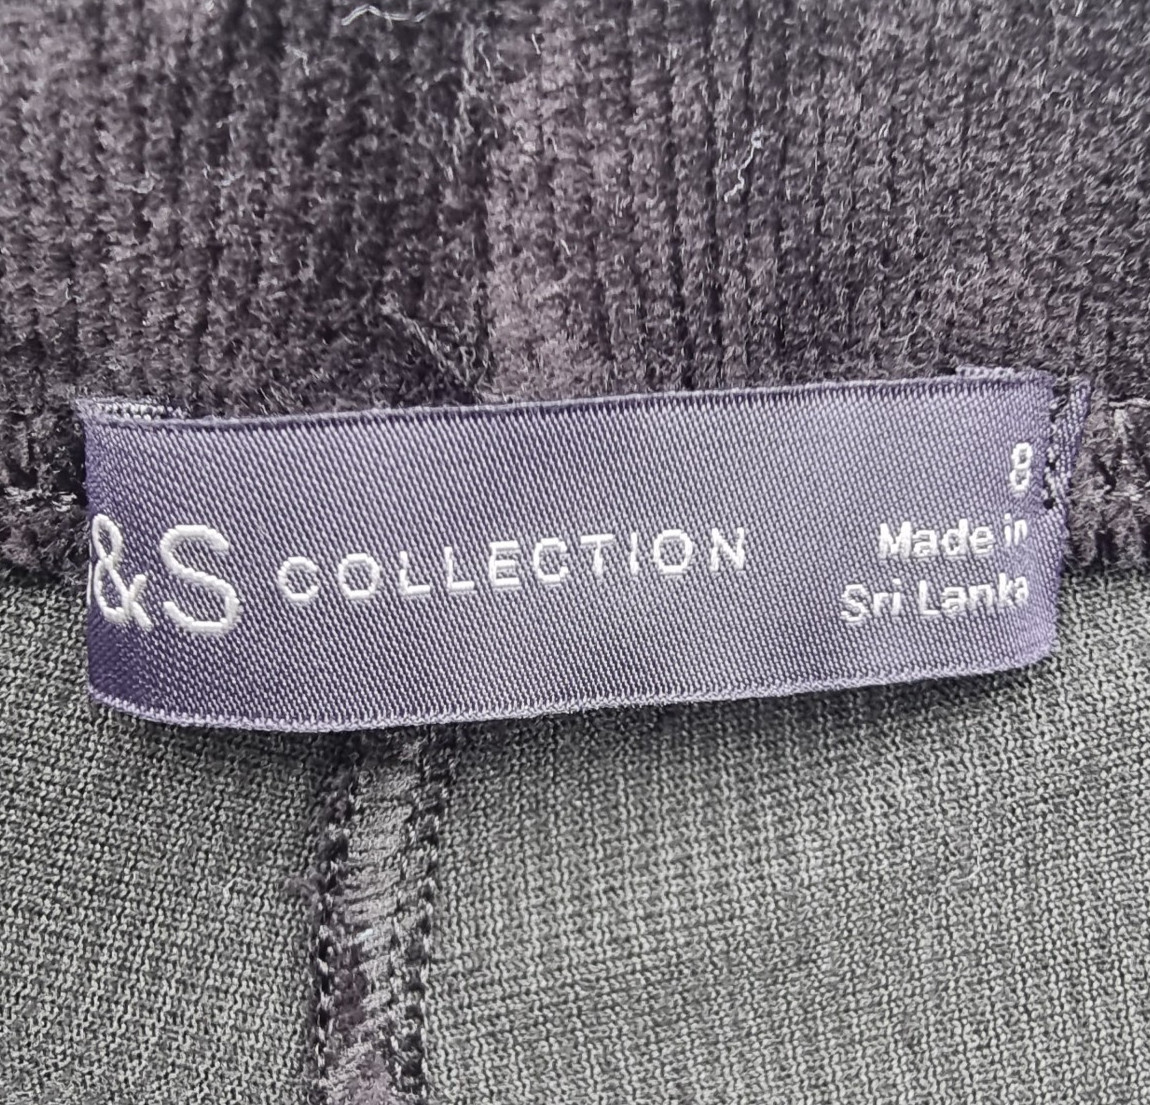 &S COLLECTION
8
Made in
Sri Lanka